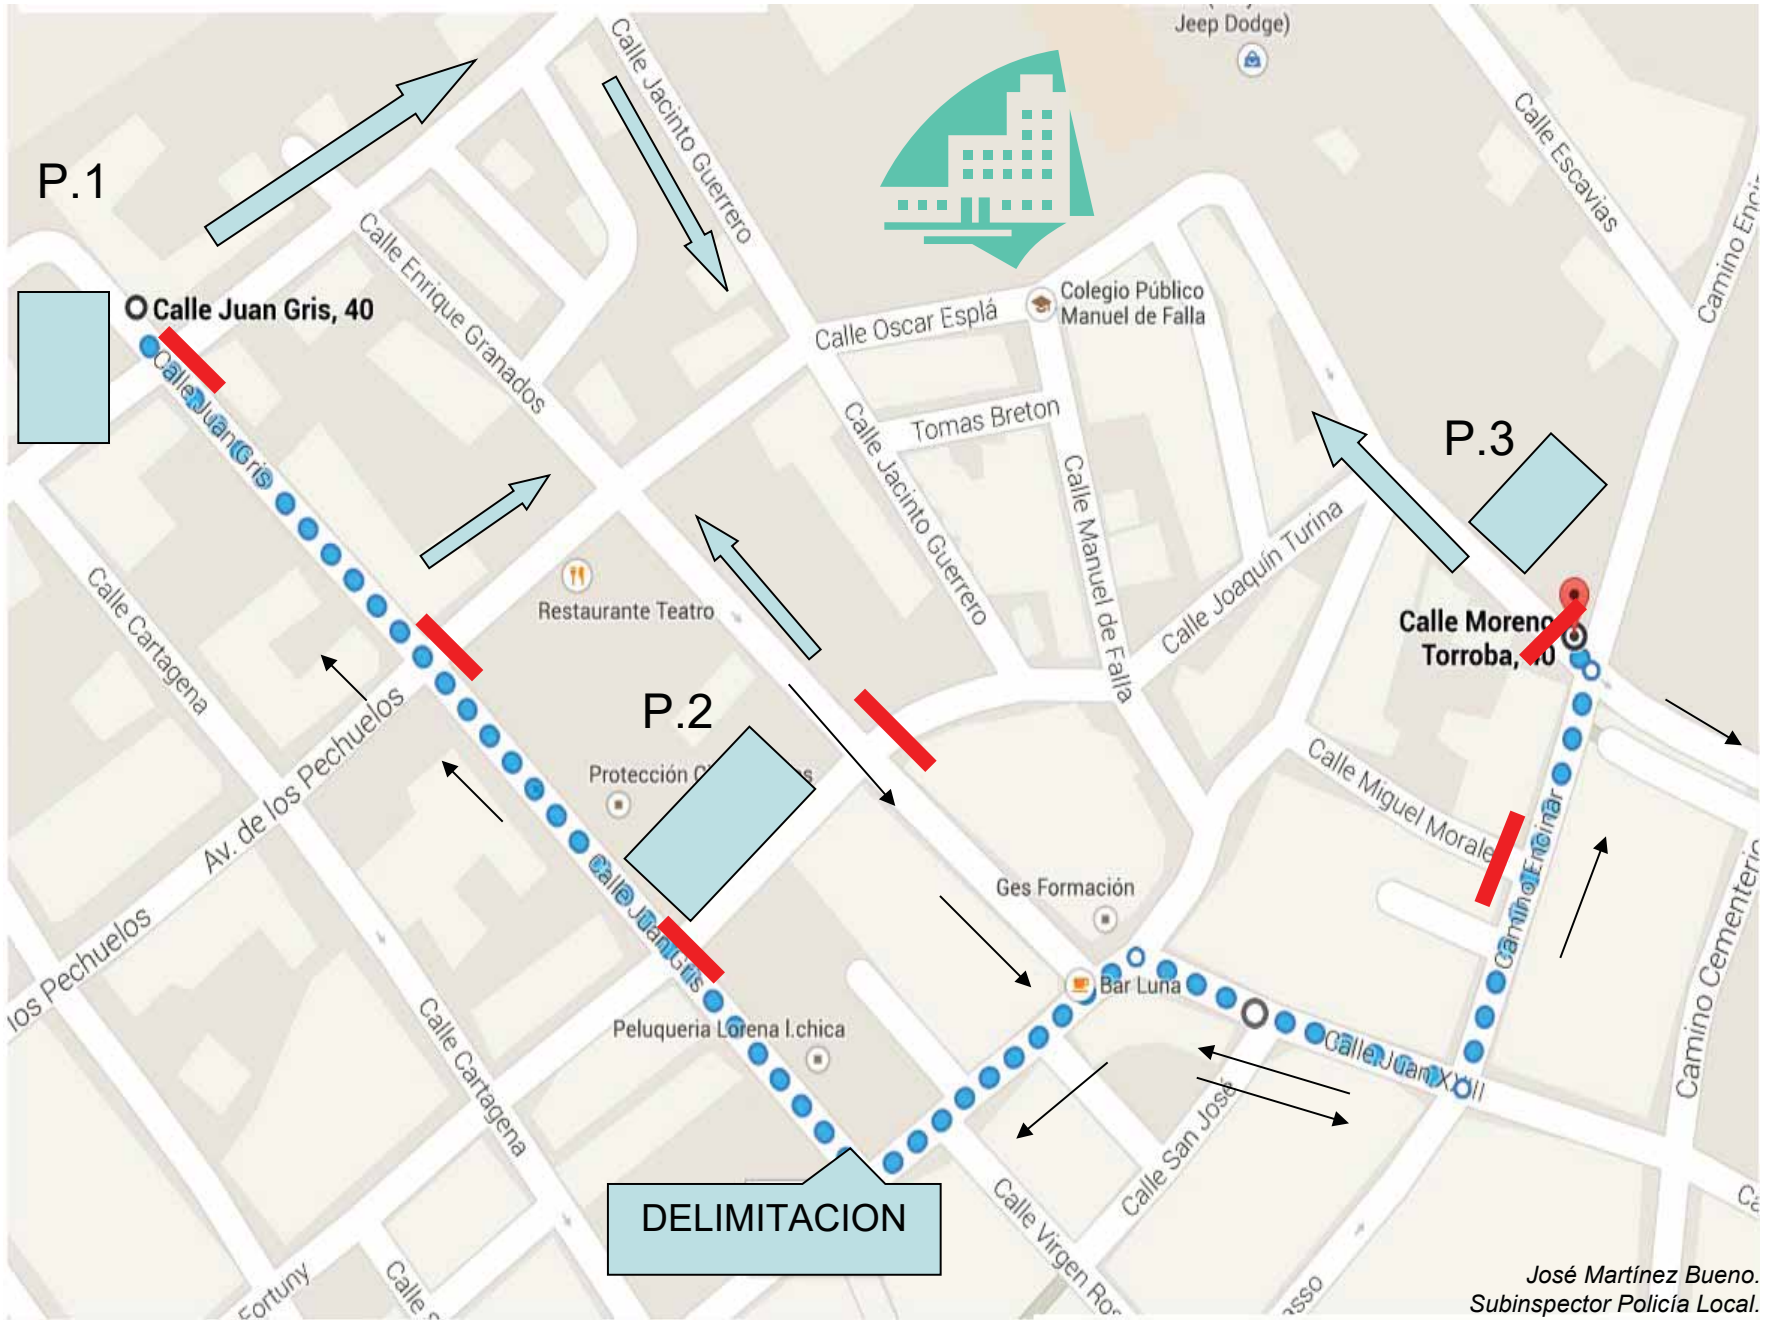 Jeep Dodge)
Calle Jacinto Guerrero
Calle Escavias
P.1
Calle Enrique Granados
Calle Juan Gris, 40
Colegio Público
Manuel de Falla
Calle Oscar Esplá
Calle Juan Gris
Tomas Breton
Calle Jacinto Guerrero
P.3
Calle Manuel de Falla
Calle Joaquín Turina
Calle Cartagena
Restaurante Teatro
Calle Moreno
Torroba, 40
P.2
Av. de los Pechuelos
Protección
Calle Miguel
Calle Juan Gris
Camino Encinar
Ges Formación
los Pechuelos
Bar Luna
Camino Cementerio
Calle Cartagena
Peluqueria Lorena l.chica
Calle Juan XXIII
Calle San José
DELIMITACION
Calle Virgen
Fortuny
Calle
José Martínez Bueno.
Subinspector Policía Local.